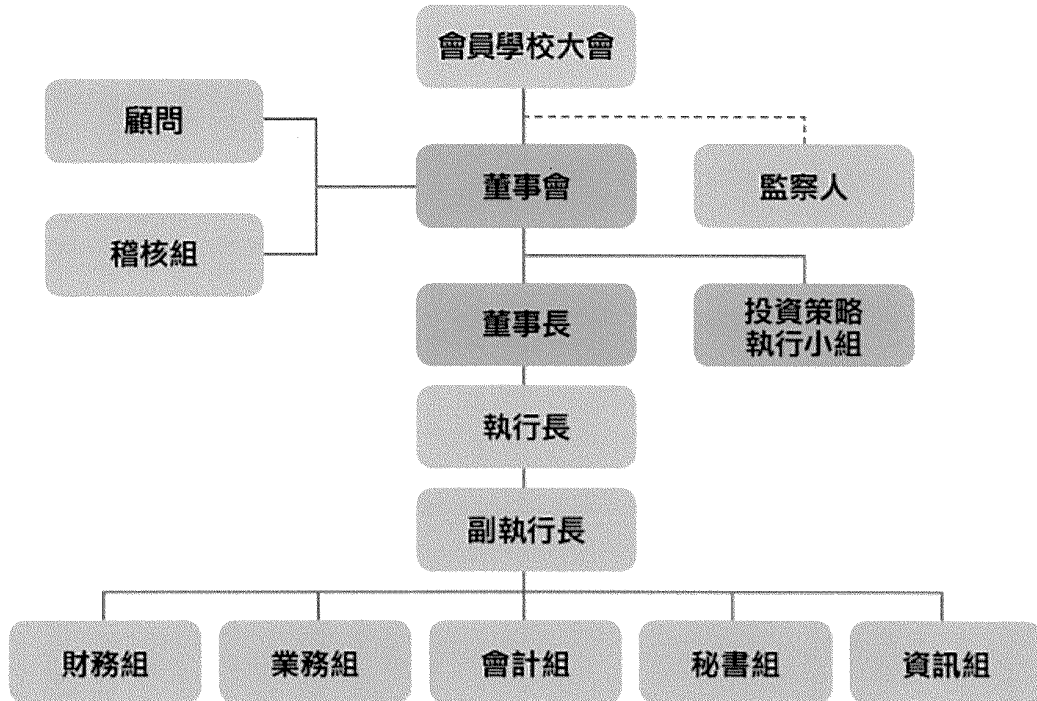 會員學校大會
顧問
董事會
監察人
稽核組
董事長
投資策略
執行小組
執行長
副執行長
財務組
業務組
會計組
秘書組
資訊組